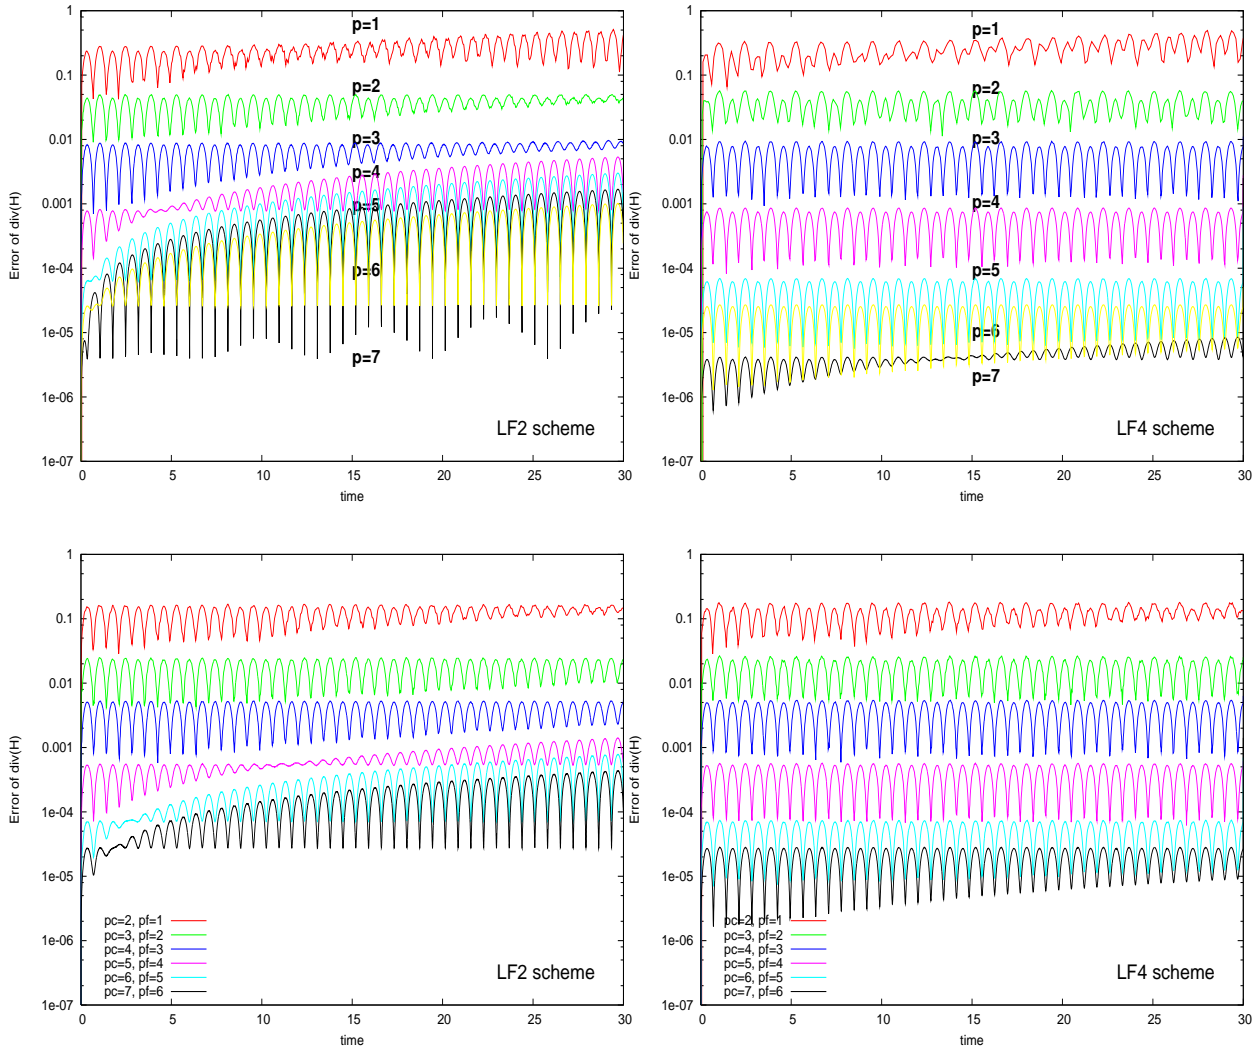 1
0.1
0.01
0.001
1e-04
1e-05
1e-06
1e-07
0
5
10
15
20
25
30
Error of div(H)
time
p=1
p=2
p=3
p=4
p=5
p=6
p=7
LF2 scheme
1
0.1
0.01
0.001
1e-04
1e-05
1e-06
1e-07
0
5
10
15
20
25
30
Error of div(H)
time
p=1
p=2
p=3
p=4
p=5
p=6
p=7
LF4 scheme
1
0.1
0.01
0.001
1e-04
1e-05
1e-06
1e-07
0
5
10
15
20
25
30
Error of div(H)
time
pc=2, pf=1
pc=3, pf=2
pc=4, pf=3
pc=5, pf=4
pc=6, pf=5
pc=7, pf=6
LF2 scheme
1
0.1
0.01
0.001
1e-04
1e-05
1e-06
1e-07
0
5
10
15
20
25
30
Error of div(H)
time
pc=2, pf=1
pc=3, pf=2
pc=4, pf=3
pc=5, pf=4
pc=6, pf=5
pc=7, pf=6
LF4 scheme